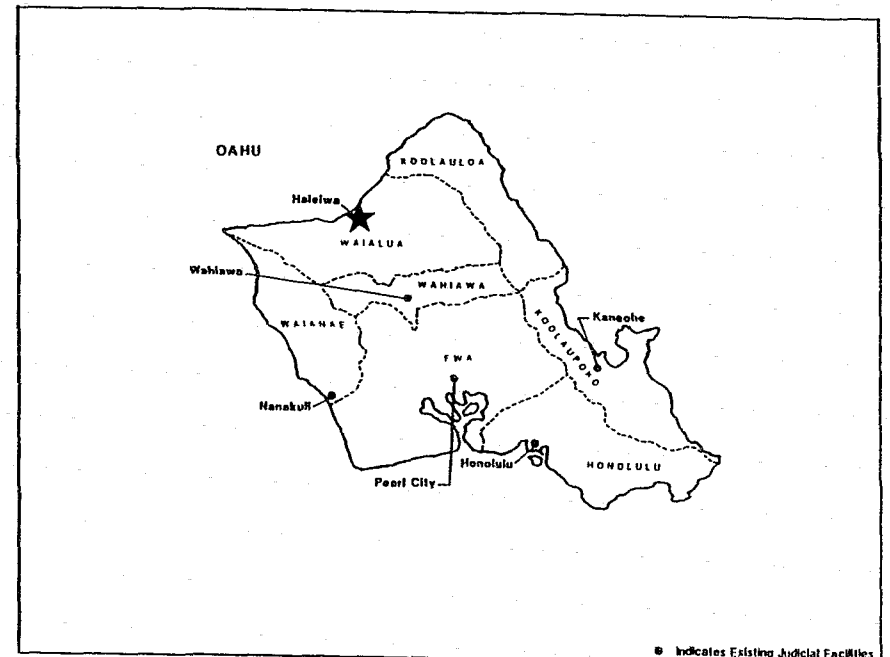 OAHU
KOOLAULOA
Haleiwa
WAIALUA
Wahiawa
WAHIAWA
WAIANAE
KOOLAUPOKO
Kaneohe
EWA
Nanakuli
Honolulu
HONOLULU
Pearl City
Indicates Existing Judicial Facilities